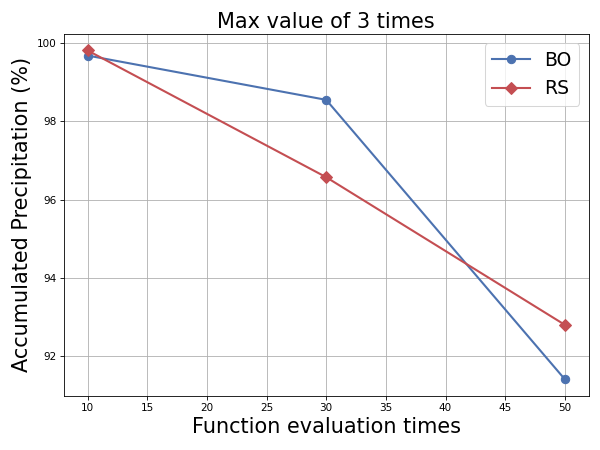 Max value of 3 times
Accumulated Precipitation (%)
100
98
96
94
92
BO
RS
10 15 20 25 30 35 40 45 50
Function evaluation times